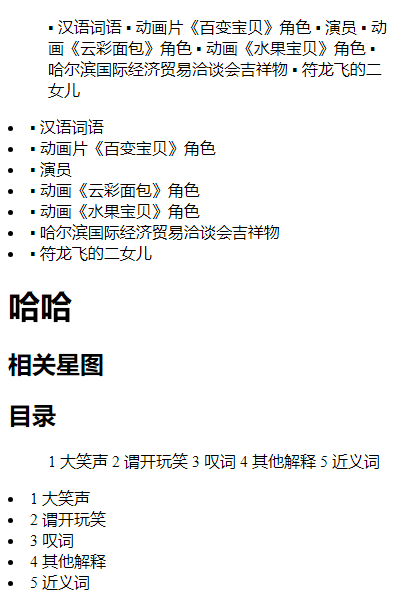 ▪ 汉语词语 ▪ 动画片《百变宝贝》角色 ▪ 演员 ▪ 动
画《云彩面包》角色 ▪ 动画《水果宝贝》角色 ▪
哈尔滨国际经济贸易洽谈会吉祥物 ▪ 符龙飞的二
女儿
• ▪ 汉语词语
• ▪ 动画片《百变宝贝》角色
• ▪ 演员
• ▪ 动画《云彩面包》角色
• ▪ 动画《水果宝贝》角色
• ▪ 哈尔滨国际经济贸易洽谈会吉祥物
• ▪ 符龙飞的二女儿
哈哈
相关星图
目录
1 大笑声 2 谓开玩笑 3 叹词 4 其他解释 5 近义词
• 1 大笑声
• 2 谓开玩笑
• 3 叹词
• 4 其他解释
• 5 近义词